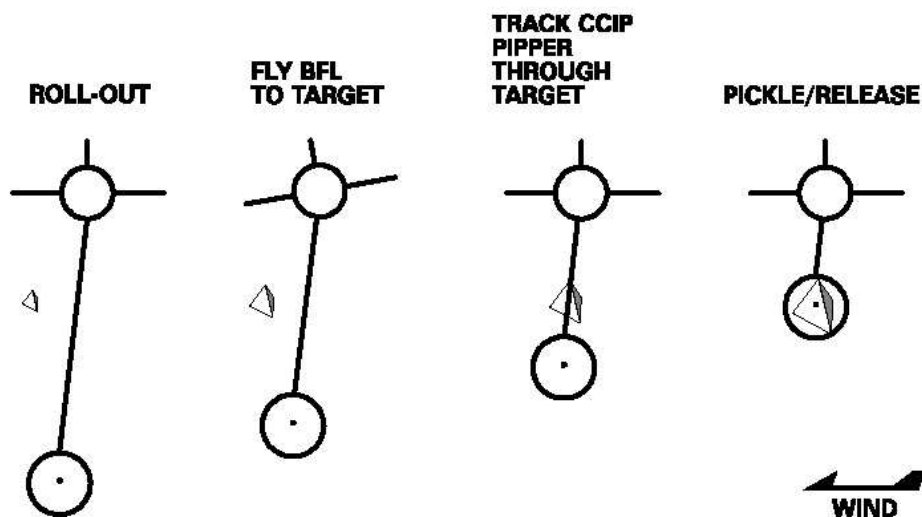 ROLL-OUT
FLY BFL
TO TARGET
TRACK CCIP
PIPPER
THROUGH
TARGET
PICKLE/RELEASE
WIND